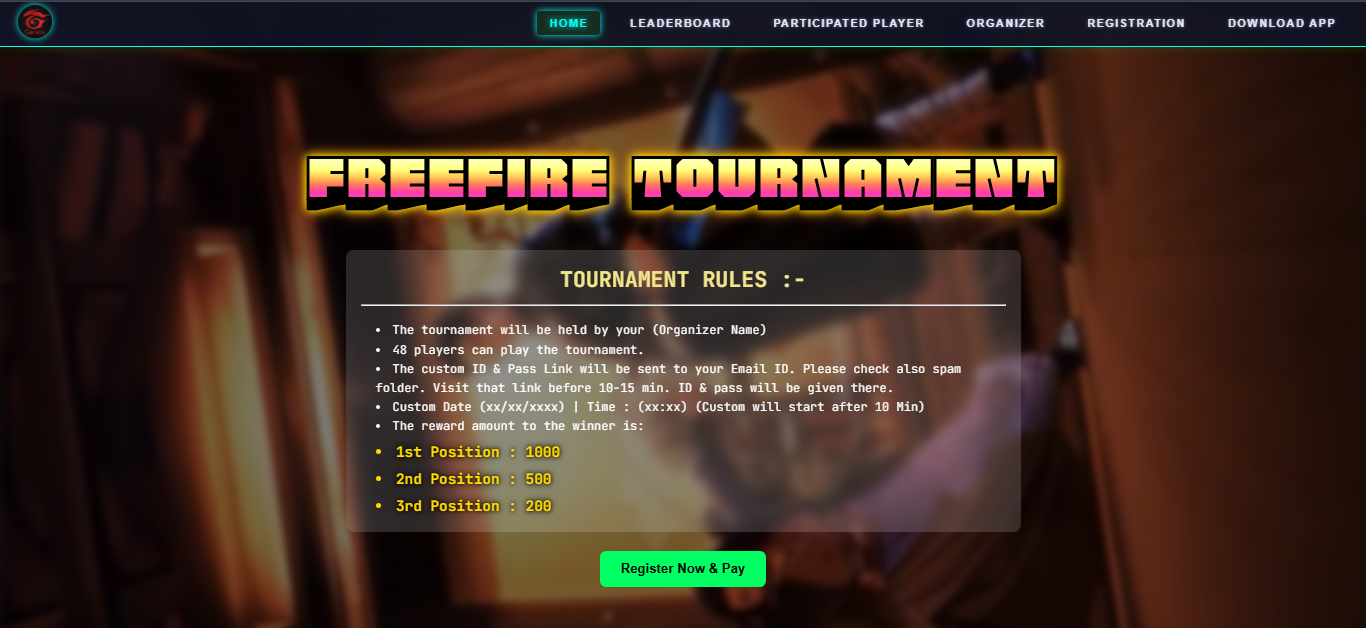 HOME LEADERBOARD PARTICIPATED PLAYER ORGANIZER REGISTRATION DOWNLOAD APP
FREEFIRE TOURNAMENT
TOURNAMENT RULES :-
• The tournament will be held by your (Organizer Name)
• 48 players can play the tournament.
• The custom ID & Pass Link will be sent to your Email ID. Please check also spam
folder. Visit that link before 10-15 min. ID & pass will be given there.
• Custom Date (xx/xx/xxxx) | Time : (xx:xx) (Custom will start after 10 Min)
• The reward amount to the winner is:
• 1st Position : 1000
• 2nd Position : 500
• 3rd Position : 200
Register Now & Pay